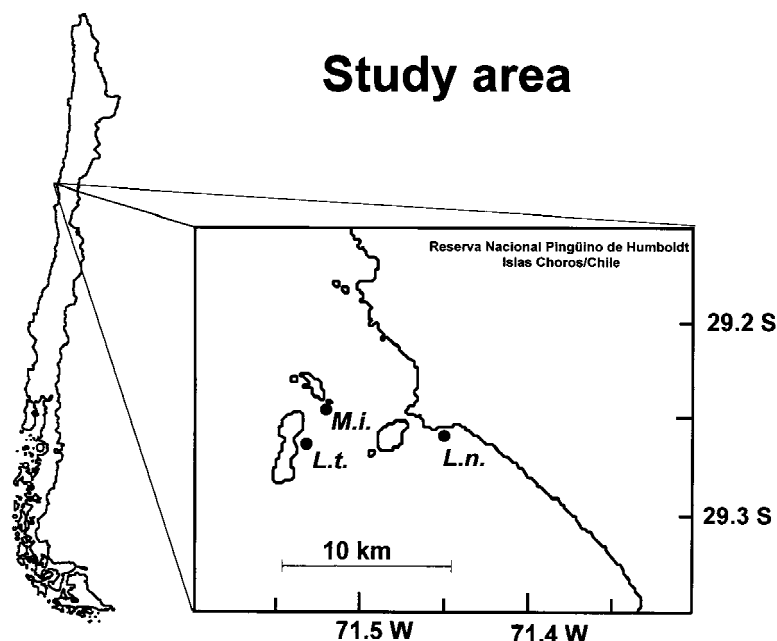 Study area
Reserva Nacional Pingüino de Humboldt
Islas Choros/Chile
29.2 S
M.i.
L.t.
L.n.
29.3 S
10 km
71.5 W
71.4 W